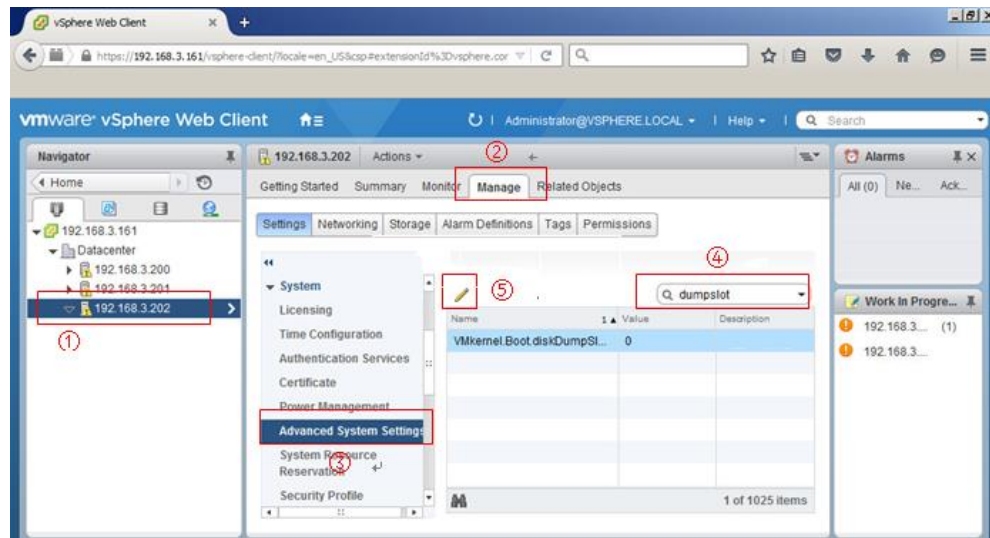 vSphere Web Client
https://192.168.3.161/vsphere-client/?locale=en_US&csp#extensionId%3Dvsphere.cor
vmware® vSphere Web Client
Administrator@VSPHERE.LOCAL
Help
Search
Navigator
Home
192.168.3.161
Datacenter
192.168.3.200
192.168.3.201
192.168.3.202
①
192.168.3.202 Actions
②
Getting Started Summary Monitor Manage Related Objects
Settings Networking Storage Alarm Definitions Tags Permissions
System
Licensing
Time Configuration
Authentication Services
Certificate
Power Management
Advanced System Settings
System Resource Reservation
③
Security Profile
④
⑤
dumpslot
Name 1 Value Description
VMkernel.Boot.diskDumpSl... 0
1 of 1025 items
Alarms
All (0) Ne... Ack...
Work In Progre...
192.168.3.... (1)
192.168.3....